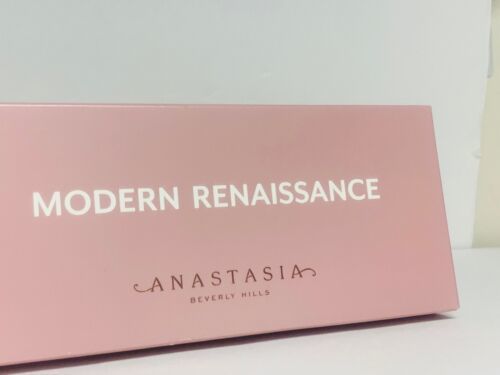 MODERN RENAISSANCE
ANASTASIA
BEVERLY HILLS